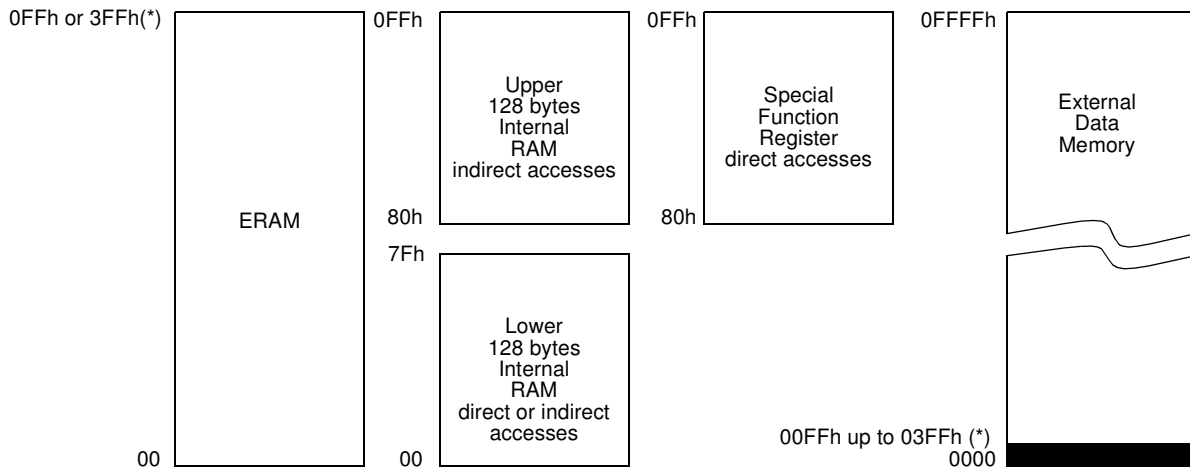 0FFh or 3FFh(*)
ERAM
00
0FFh
Upper
128 bytes
Internal
RAM
indirect accesses
80h
7Fh
Lower
128 bytes
Internal
RAM
direct or indirect
accesses
00
0FFh
Special
Function
Register
direct accesses
80h
0FFFFh
External
Data
Memory
00FFh up to 03FFh (*)
0000